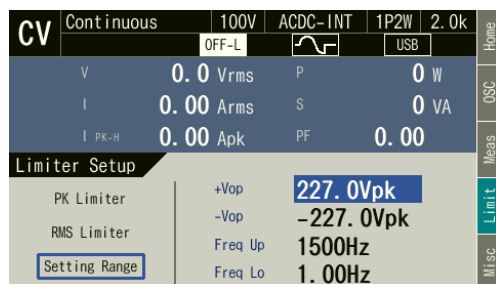 CV Continuous 100V ACDC-INT 1P2W 2.0k
OFF-L USB
V 0.0 Vrms P 0 W
I 0.00 Arms S 0 VA
I PK-H 0.00 Apk PF 0.00
Limiter Setup
PK Limiter
RMS Limiter
Setting Range
+Vop 227.0Vpk
-Vop -227.0Vpk
Freq Up 1500Hz
Freq Lo 1.00Hz
Home
OSC
Meas
Limit
Misc